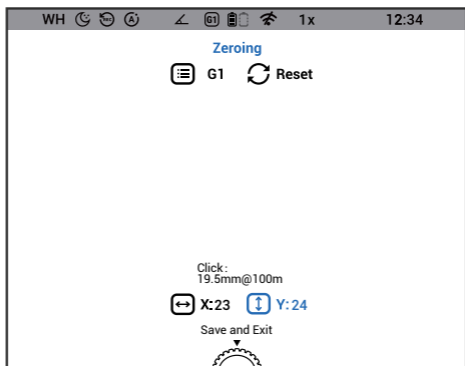 WH G1 1x 12:34
Zeroing
G1 Reset
Click:
19.5mm@100m
X:23 Y:24
Save and Exit